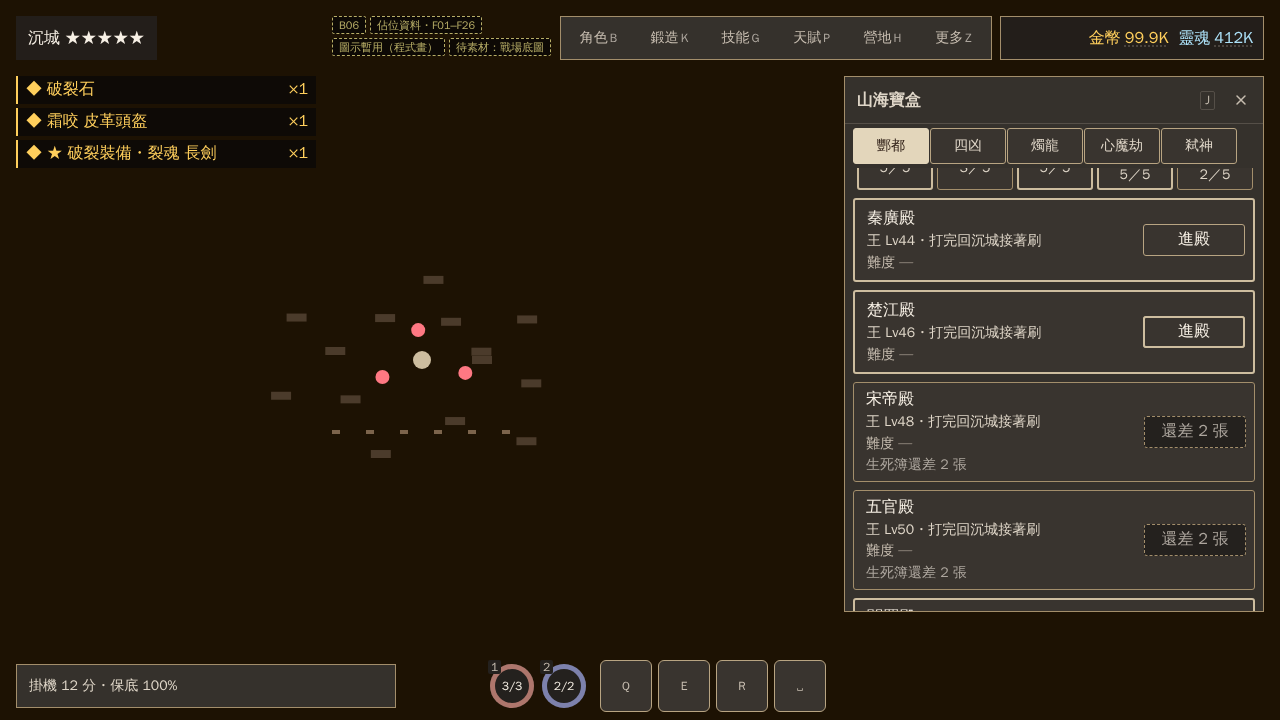 沉城 ★★★★★
B06 佔位資料・F01—F26
圖示暫用（程式畫） 待素材：戰場底圖
角色B 鍛造K 技能G 天賦P 營地H 更多Z
金幣 99.9K 靈魂 412K
◆ 破裂石 ×1
◆ 霜咬 皮革頭盔 ×1
◆ ★ 破裂裝備・裂魂 長劍 ×1
山海寶盒 J ×
酆都 四凶 燭龍 心魔劫 弒神
5／5 2／5
秦廣殿
王 Lv44・打完回沉城接著刷
難度 —
進殿
楚江殿
王 Lv46・打完回沉城接著刷
難度 —
進殿
宋帝殿
王 Lv48・打完回沉城接著刷
難度 —
生死簿還差 2 張
還差 2 張
五官殿
王 Lv50・打完回沉城接著刷
難度 —
生死簿還差 2 張
還差 2 張
掛機 12 分・保底 100%
1 3/3 2 2/2 Q E R ⎵